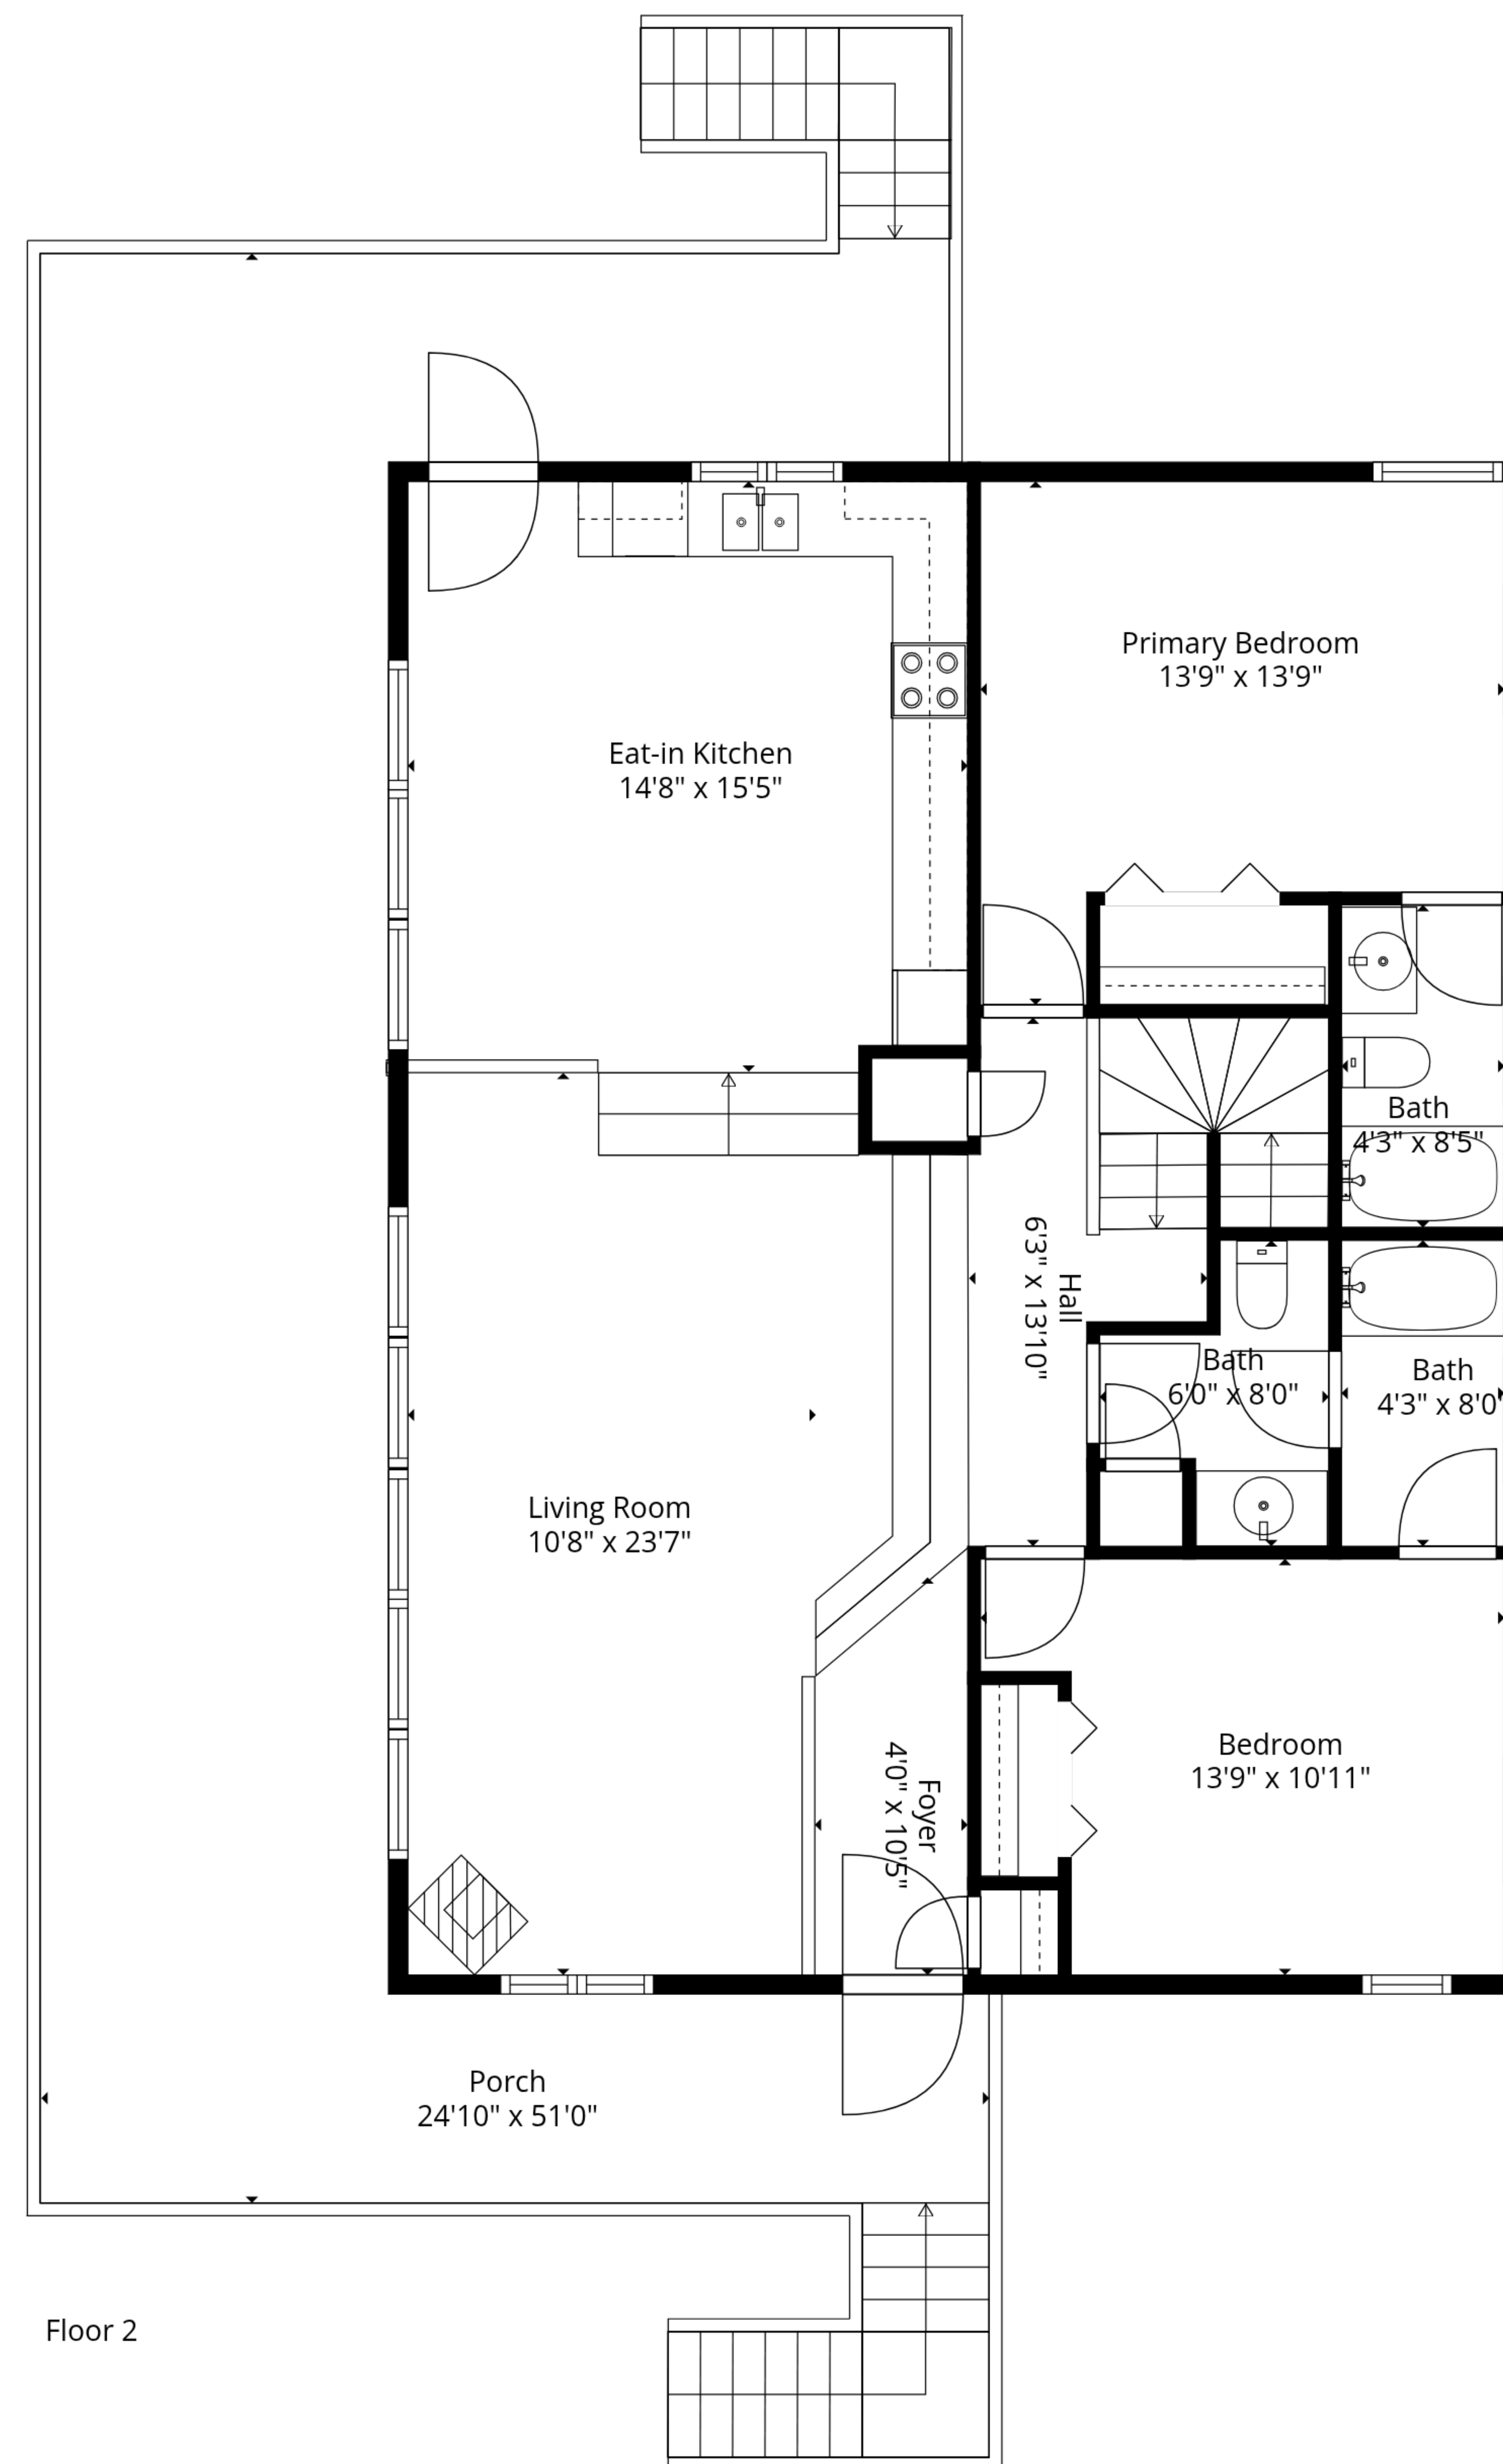 Primary Bedroom
13'9" x 13'9"
Eat-in Kitchen
14'8" x 15'5"
Bath
4'3" x 8'5"
Hall
6'3" x 13'10"
Bath
6'0" x 8'0"
Bath
4'3" x 8'0"
Living Room
10'8" x 23'7"
Foyer
4'0" x 10'5"
Bedroom
13'9" x 10'11"
Porch
24'10" x 51'0"
Floor 2